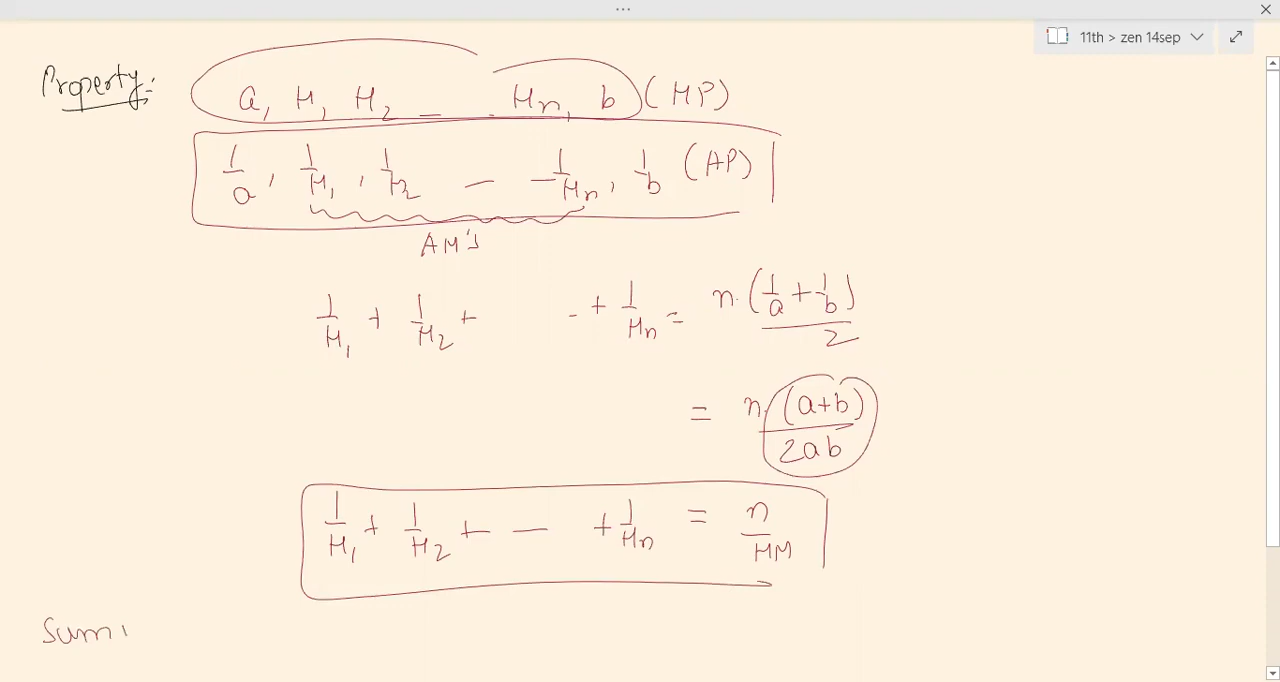 11th > zen 14sep
Property:
a, H₁, H₂ — . Hₙ, b (HP)
1/a, 1/H₁, 1/H₂ — – 1/Hₙ, 1/b (AP)
AM's
1/H₁ + 1/H₂ + . + 1/Hₙ = n.(1/a + 1/b)/2
= n.(a+b)/2ab
1/H₁ + 1/H₂ + — + 1/Hₙ = n/HM
Sum